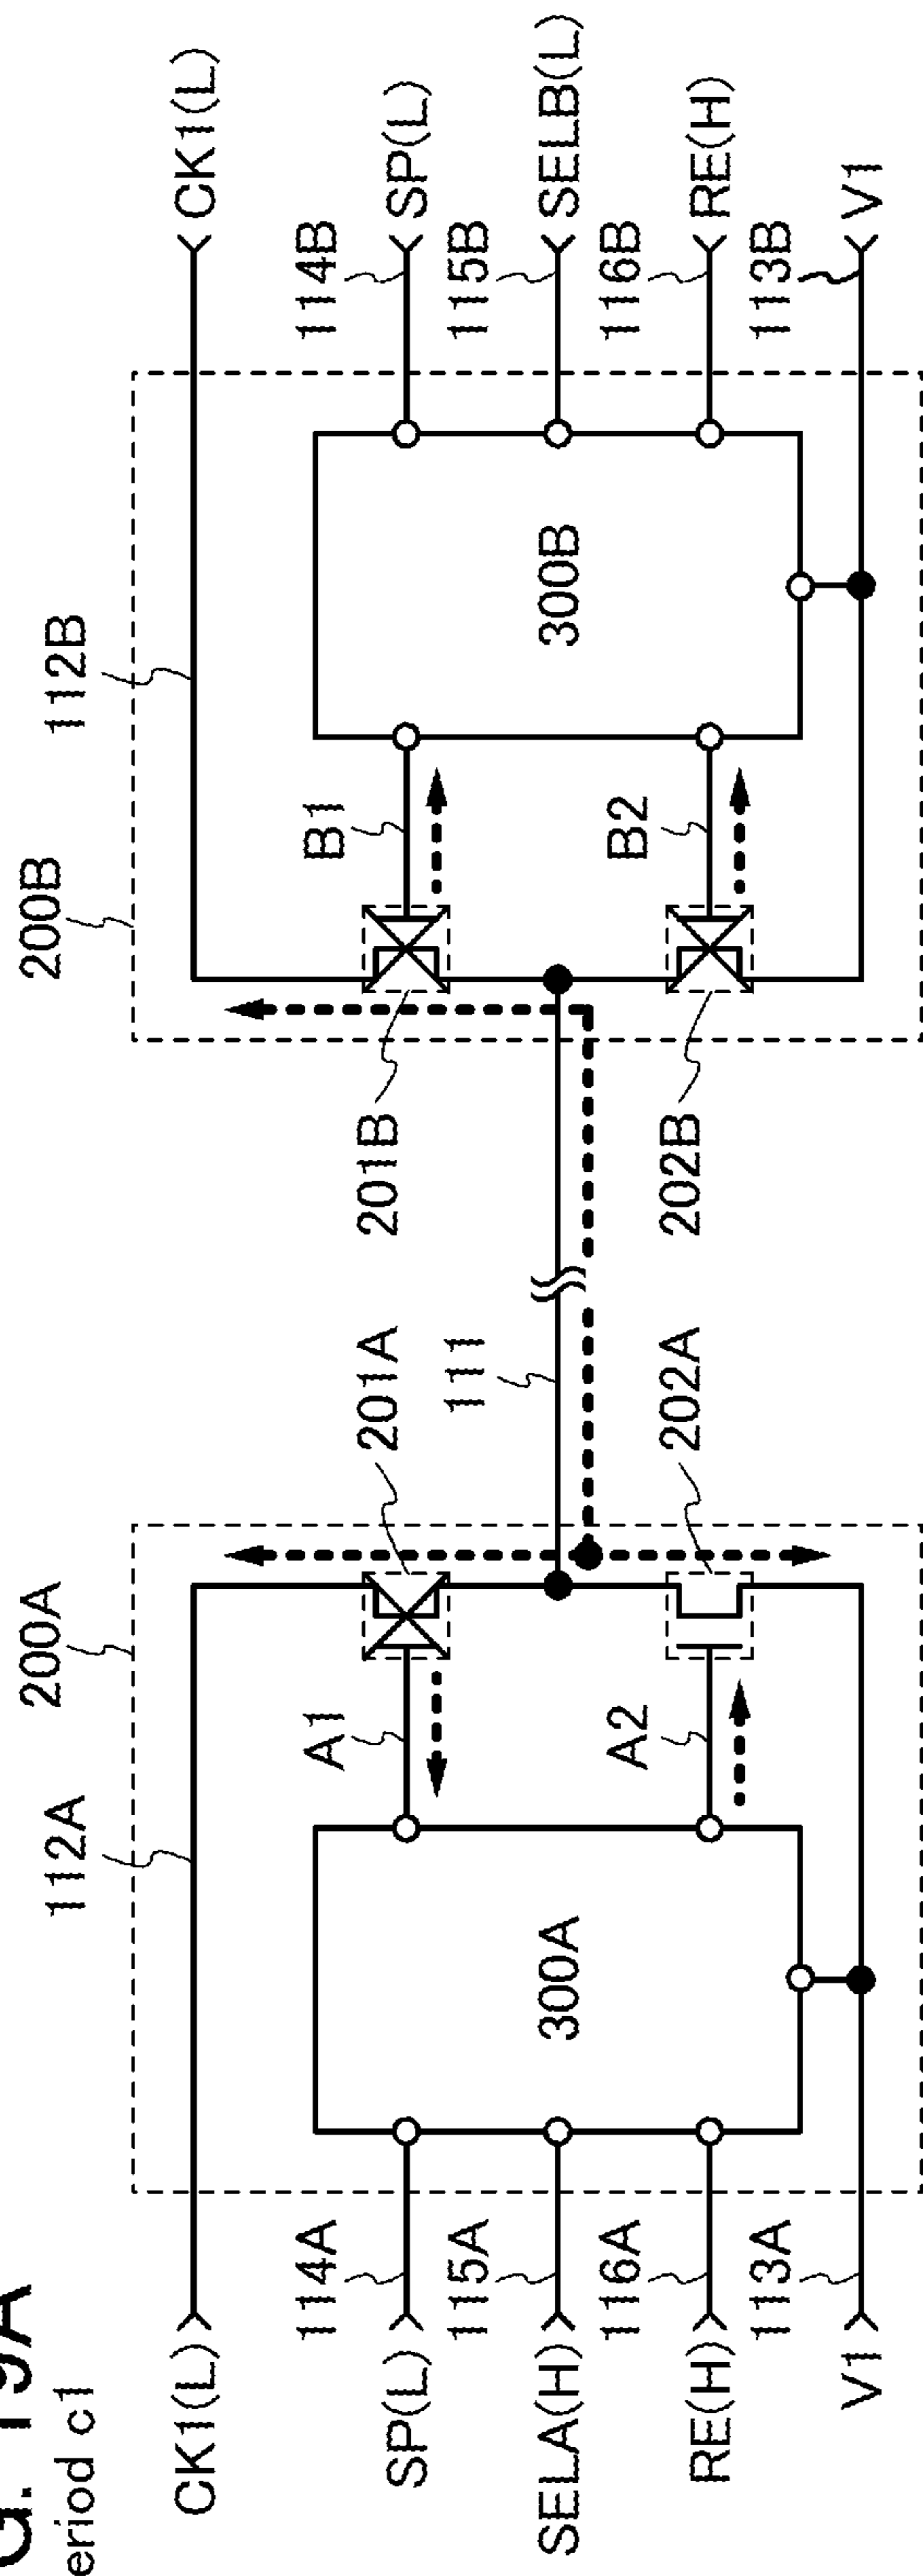 G. 19A
eriod c1
200A
200B
112A
112B
CK1(L)
CK1(L)
114A
A1
B1
114B
201A
201B
SP(L)
SP(L)
115A
111
115B
SELA(H)
300A
300B
SELB(L)
116A
A2
B2
116B
202A
202B
RE(H)
RE(H)
113A
113B
V1
V1